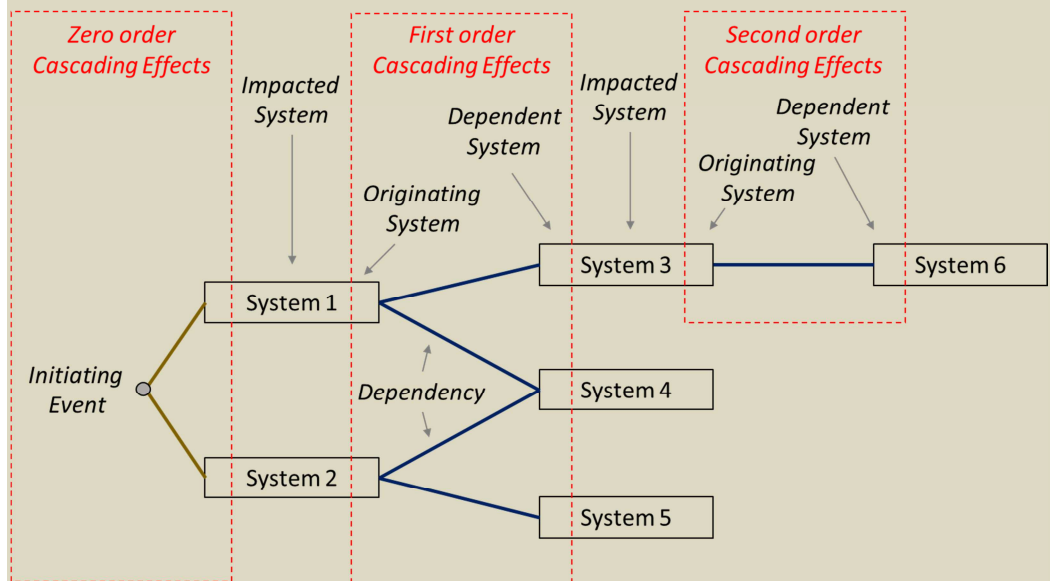 Zero order
Cascading Effects
First order
Cascading Effects
Second order
Cascading Effects
Impacted
System
Dependent
System
Impacted
System
Dependent
System
Originating
System
Originating
System
System 3
System 6
System 1
Initiating
Event
Dependency
System 4
System 2
System 5